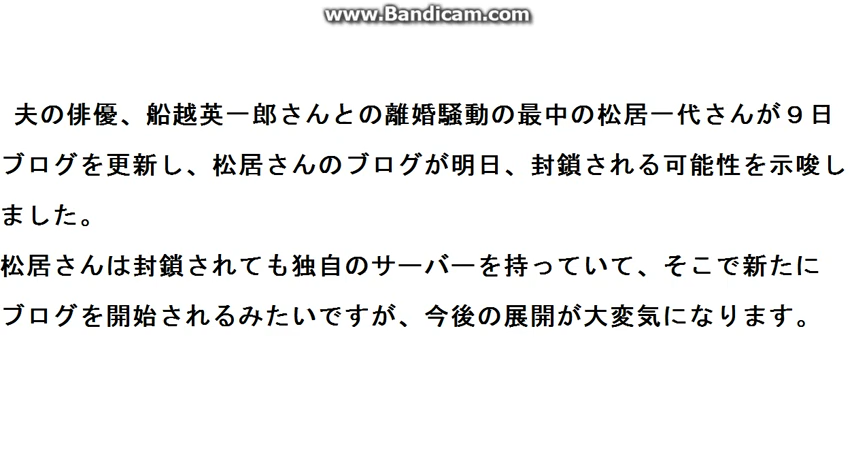 www.Bandicam.com
夫の俳優、船越英一郎さんとの離婚騒動の最中の松居一代さんが９日
ブログを更新し、松居さんのブログが明日、封鎖される可能性を示唆し
ました。
松居さんは封鎖されても独自のサーバーを持っていて、そこで新たに
ブログを開始されるみたいですが、今後の展開が大変気になります。